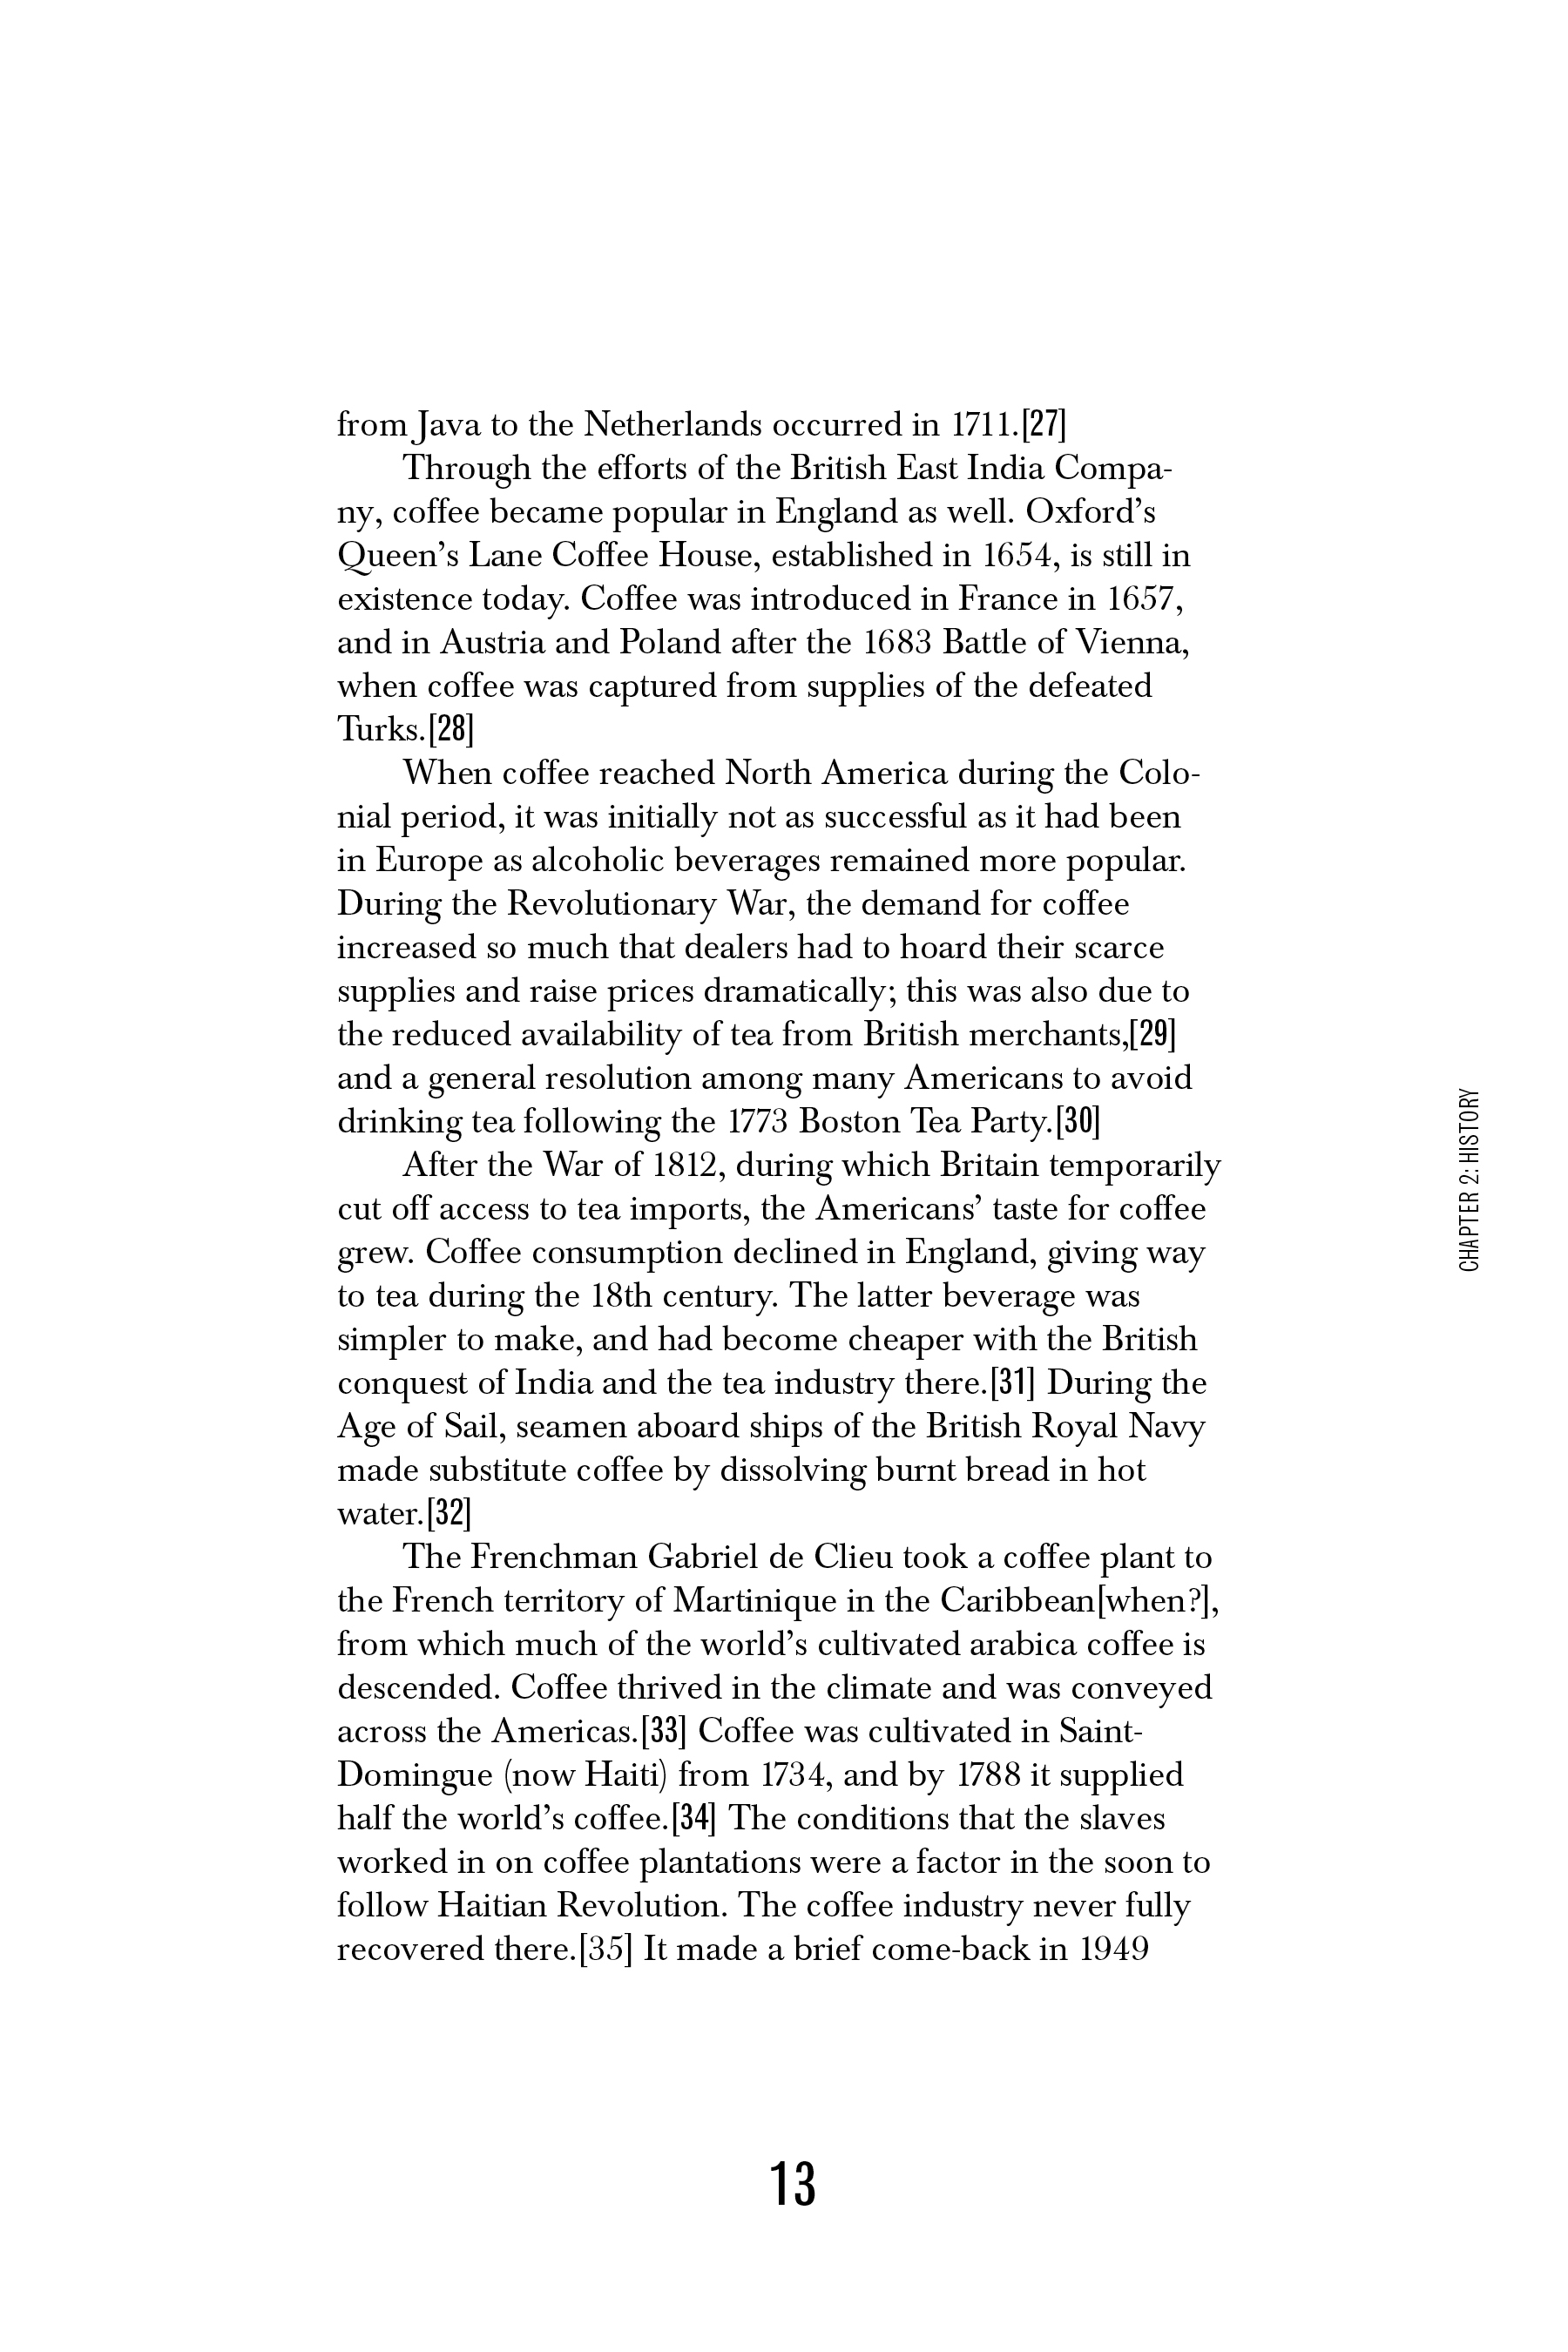 from Java to the Netherlands occurred in 1711.[27]
Through the efforts of the British East India Compa-
ny, coffee became popular in England as well. Oxford’s
Queen’s Lane Coffee House, established in 1654, is still in
existence today. Coffee was introduced in France in 1657,
and in Austria and Poland after the 1683 Battle of Vienna,
when coffee was captured from supplies of the defeated
Turks.[28]
When coffee reached North America during the Colo-
nial period, it was initially not as successful as it had been
in Europe as alcoholic beverages remained more popular.
During the Revolutionary War, the demand for coffee
increased so much that dealers had to hoard their scarce
supplies and raise prices dramatically; this was also due to
the reduced availability of tea from British merchants,[29]
and a general resolution among many Americans to avoid
drinking tea following the 1773 Boston Tea Party.[30]
After the War of 1812, during which Britain temporarily
cut off access to tea imports, the Americans’ taste for coffee
grew. Coffee consumption declined in England, giving way
to tea during the 18th century. The latter beverage was
simpler to make, and had become cheaper with the British
conquest of India and the tea industry there.[31] During the
Age of Sail, seamen aboard ships of the British Royal Navy
made substitute coffee by dissolving burnt bread in hot
water.[32]
The Frenchman Gabriel de Clieu took a coffee plant to
the French territory of Martinique in the Caribbean[when?],
from which much of the world’s cultivated arabica coffee is
descended. Coffee thrived in the climate and was conveyed
across the Americas.[33] Coffee was cultivated in Saint-
Domingue (now Haiti) from 1734, and by 1788 it supplied
half the world’s coffee.[34] The conditions that the slaves
worked in on coffee plantations were a factor in the soon to
follow Haitian Revolution. The coffee industry never fully
recovered there.[35] It made a brief come-back in 1949
CHAPTER 2: HISTORY
13